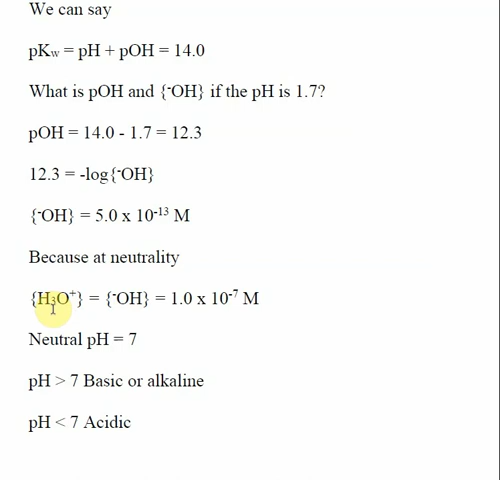 We can say
pKw = pH + pOH = 14.0
What is pOH and {⁻OH} if the pH is 1.7?
pOH = 14.0 - 1.7 = 12.3
12.3 = -log{⁻OH}
{⁻OH} = 5.0 x 10⁻¹³ M
Because at neutrality
{H₃O⁺} = {⁻OH} = 1.0 x 10⁻⁷ M
Neutral pH = 7
pH > 7 Basic or alkaline
pH < 7 Acidic